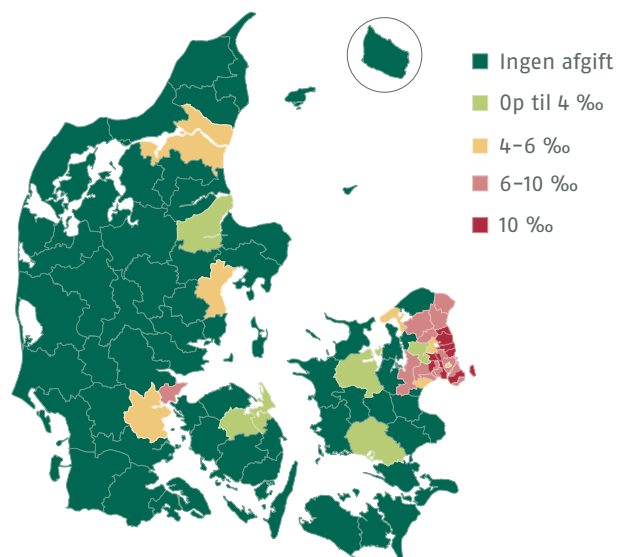 Ingen afgift
Op til 4 ‰
4–6 ‰
6–10 ‰
10 ‰